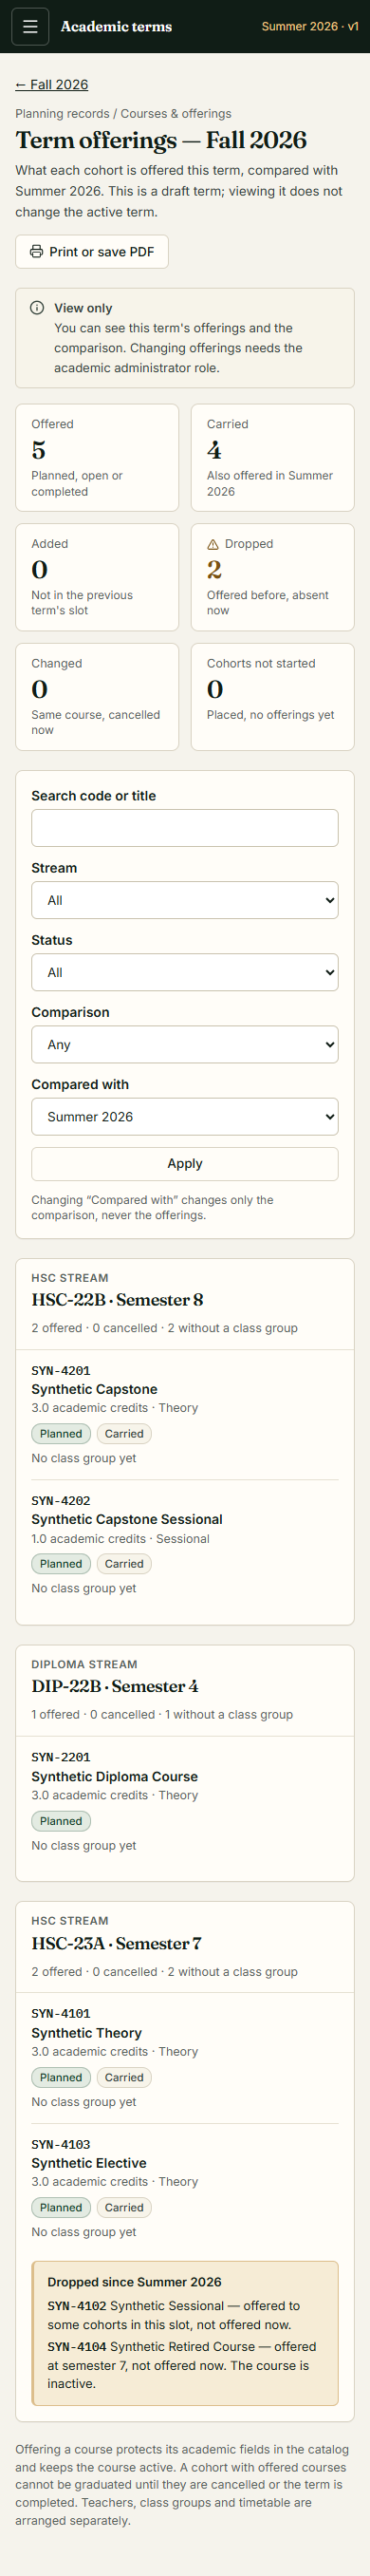 Academic terms
Summer 2026 · v1
← Fall 2026
Planning records / Courses & offerings
Term offerings — Fall 2026
What each cohort is offered this term, compared with
Summer 2026. This is a draft term; viewing it does not
change the active term.
Print or save PDF
View only
You can see this term's offerings and the
comparison. Changing offerings needs the
academic administrator role.
Offered
5
Planned, open or
completed
Carried
4
Also offered in Summer
2026
Added
0
Not in the previous
term's slot
Dropped
2
Offered before, absent
now
Changed
0
Same course, cancelled
now
Cohorts not started
0
Placed, no offerings yet
Search code or title
Stream
All
Status
All
Comparison
Any
Compared with
Summer 2026
Apply
Changing “Compared with” changes only the
comparison, never the offerings.
HSC STREAM
HSC-22B · Semester 8
2 offered · 0 cancelled · 2 without a class group
SYN-4201
Synthetic Capstone
3.0 academic credits · Theory
Planned Carried
No class group yet
SYN-4202
Synthetic Capstone Sessional
1.0 academic credits · Sessional
Planned Carried
No class group yet
DIPLOMA STREAM
DIP-22B · Semester 4
1 offered · 0 cancelled · 1 without a class group
SYN-2201
Synthetic Diploma Course
3.0 academic credits · Theory
Planned
No class group yet
HSC STREAM
HSC-23A · Semester 7
2 offered · 0 cancelled · 2 without a class group
SYN-4101
Synthetic Theory
3.0 academic credits · Theory
Planned Carried
No class group yet
SYN-4103
Synthetic Elective
3.0 academic credits · Theory
Planned Carried
No class group yet
Dropped since Summer 2026
SYN-4102 Synthetic Sessional — offered to
some cohorts in this slot, not offered now.
SYN-4104 Synthetic Retired Course — offered
at semester 7, not offered now. The course is
inactive.
Offering a course protects its academic fields in the catalog
and keeps the course active. A cohort with offered courses
cannot be graduated until they are cancelled or the term is
completed. Teachers, class groups and timetable are
arranged separately.